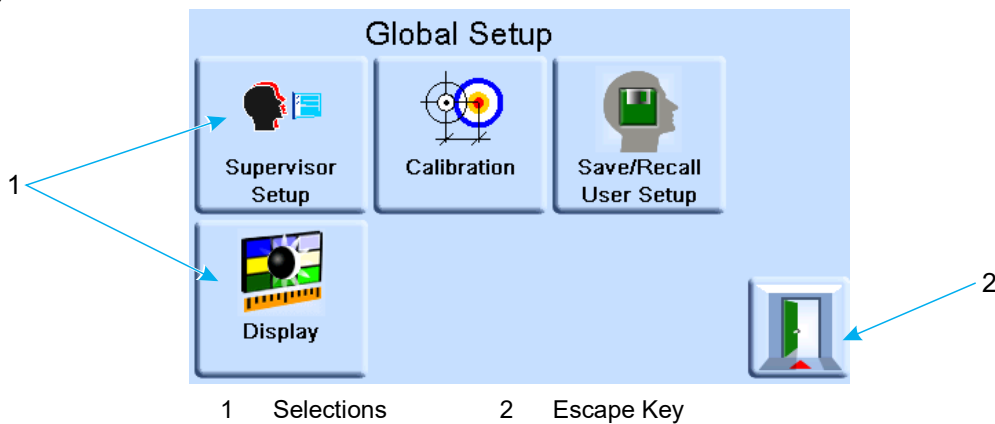 Global Setup
Supervisor
Setup
Calibration
Save/Recall
User Setup
1
Display
2
1 Selections 2 Escape Key